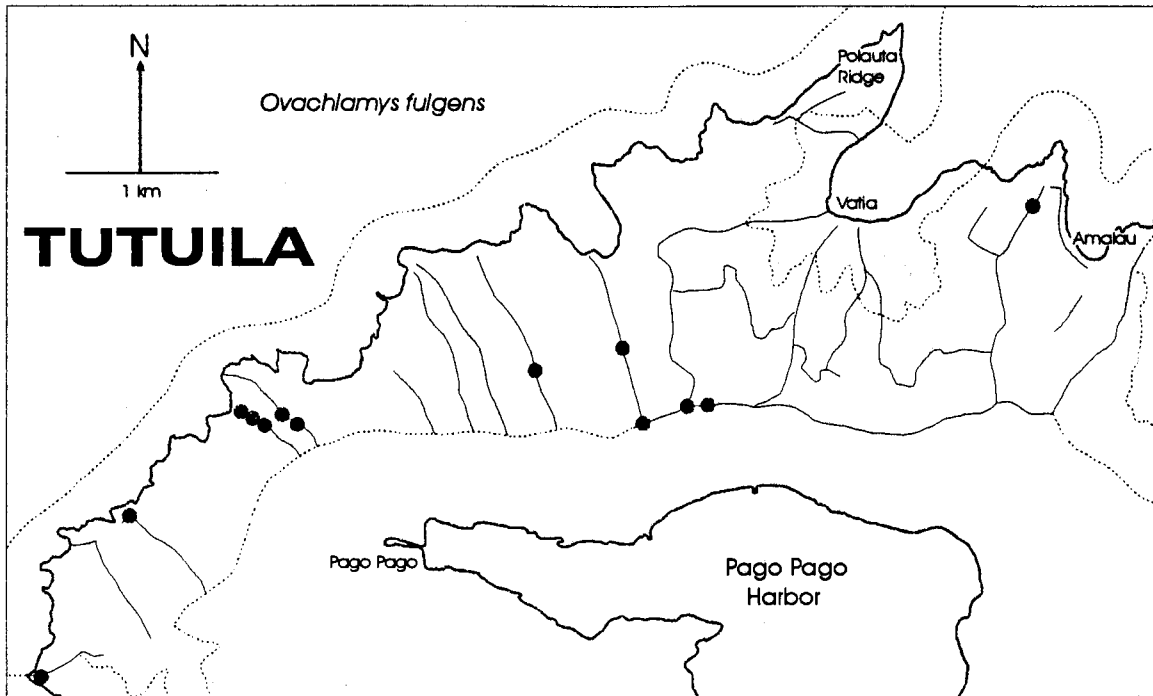 N
Ovachlamys fulgens
1 km
TUTUILA
Polauta
Ridge
Vatia
Amalau
Pago Pago
Pago Pago
Harbor